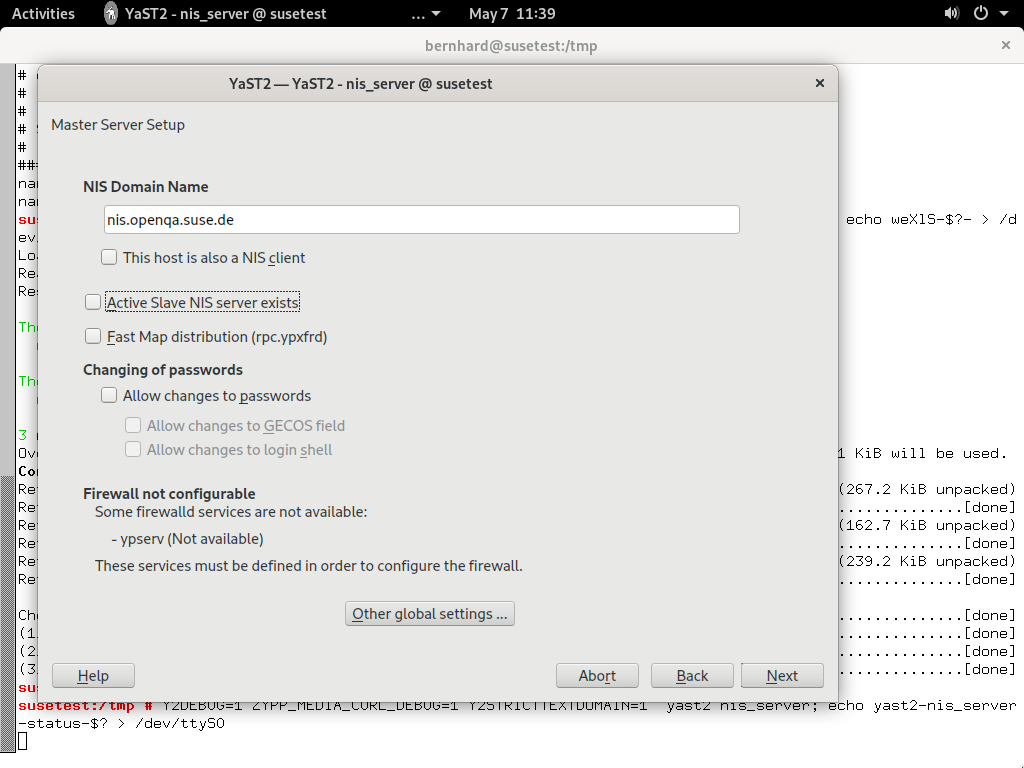 Activities YaST2 - nis_server @ susetest ... May 7 11:39
bernhard@susetest:/tmp
YaST2 — YaST2 - nis_server @ susetest
Master Server Setup
NIS Domain Name
nis.openqa.suse.de
This host is also a NIS client
Active Slave NIS server exists
Fast Map distribution (rpc.ypxfrd)
Changing of passwords
Allow changes to passwords
Allow changes to GECOS field
Allow changes to login shell
Firewall not configurable
Some firewalld services are not available:
- ypserv (Not available)
These services must be defined in order to configure the firewall.
Other global settings ...
Help Abort Back Next
#
#
#
#
#
###
echo weXlS-$?- > /d
ev
KiB will be used.
(267.2 KiB unpacked)
..............[done]
(162.7 KiB unpacked)
..............[done]
(239.2 KiB unpacked)
..............[done]
..............[done]
(1 ..............[done]
(2 ..............[done]
(3 ..............[done]
susetest:/tmp # Y2DEBUG=1 ZYPP_MEDIA_CURL_DEBUG=1 Y2STRICTTEXTDOMAIN=1 yast2 nis_server; echo yast2-nis_server
-status-$? > /dev/ttyS0